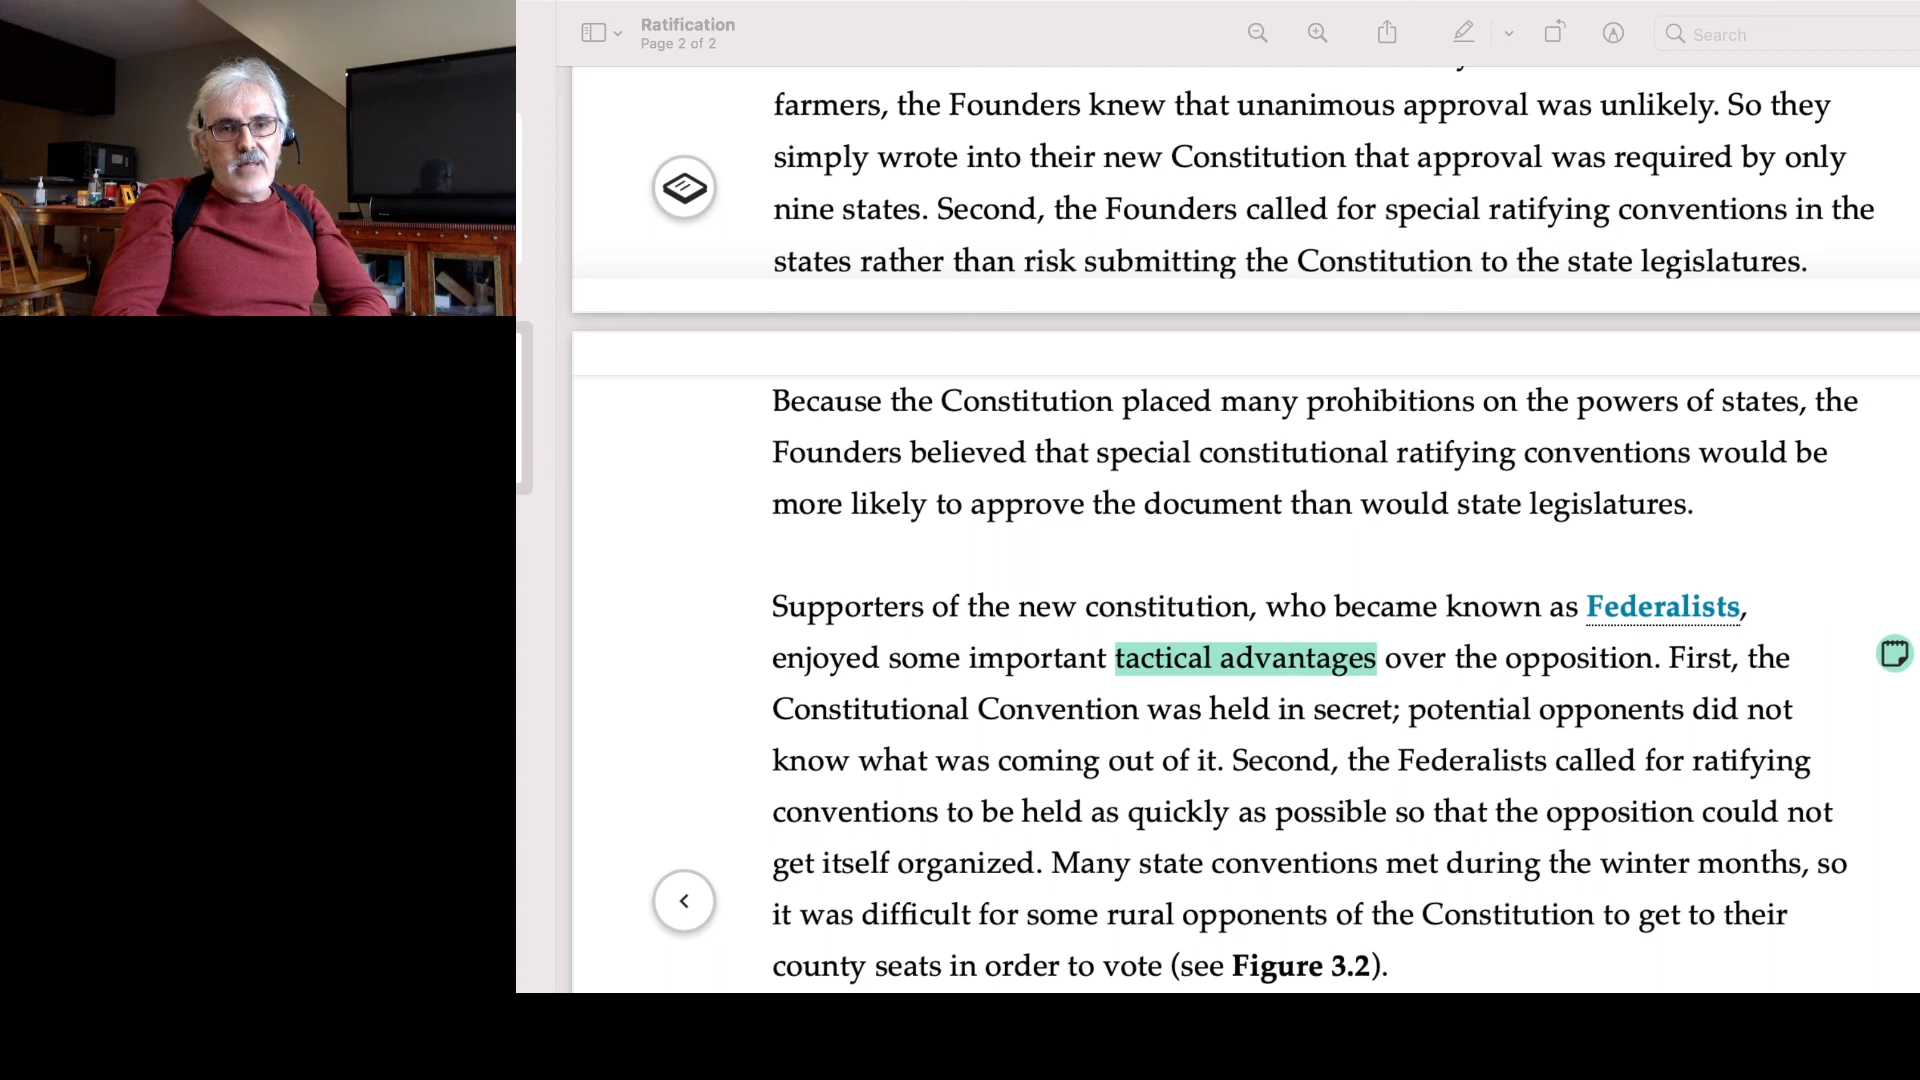 Ratification
Page 2 of 2
Search
farmers, the Founders knew that unanimous approval was unlikely. So they
simply wrote into their new Constitution that approval was required by only
nine states. Second, the Founders called for special ratifying conventions in the
states rather than risk submitting the Constitution to the state legislatures.
Because the Constitution placed many prohibitions on the powers of states, the
Founders believed that special constitutional ratifying conventions would be
more likely to approve the document than would state legislatures.
Supporters of the new constitution, who became known as Federalists,
enjoyed some important tactical advantages over the opposition. First, the
Constitutional Convention was held in secret; potential opponents did not
know what was coming out of it. Second, the Federalists called for ratifying
conventions to be held as quickly as possible so that the opposition could not
get itself organized. Many state conventions met during the winter months, so
it was difficult for some rural opponents of the Constitution to get to their
county seats in order to vote (see Figure 3.2).